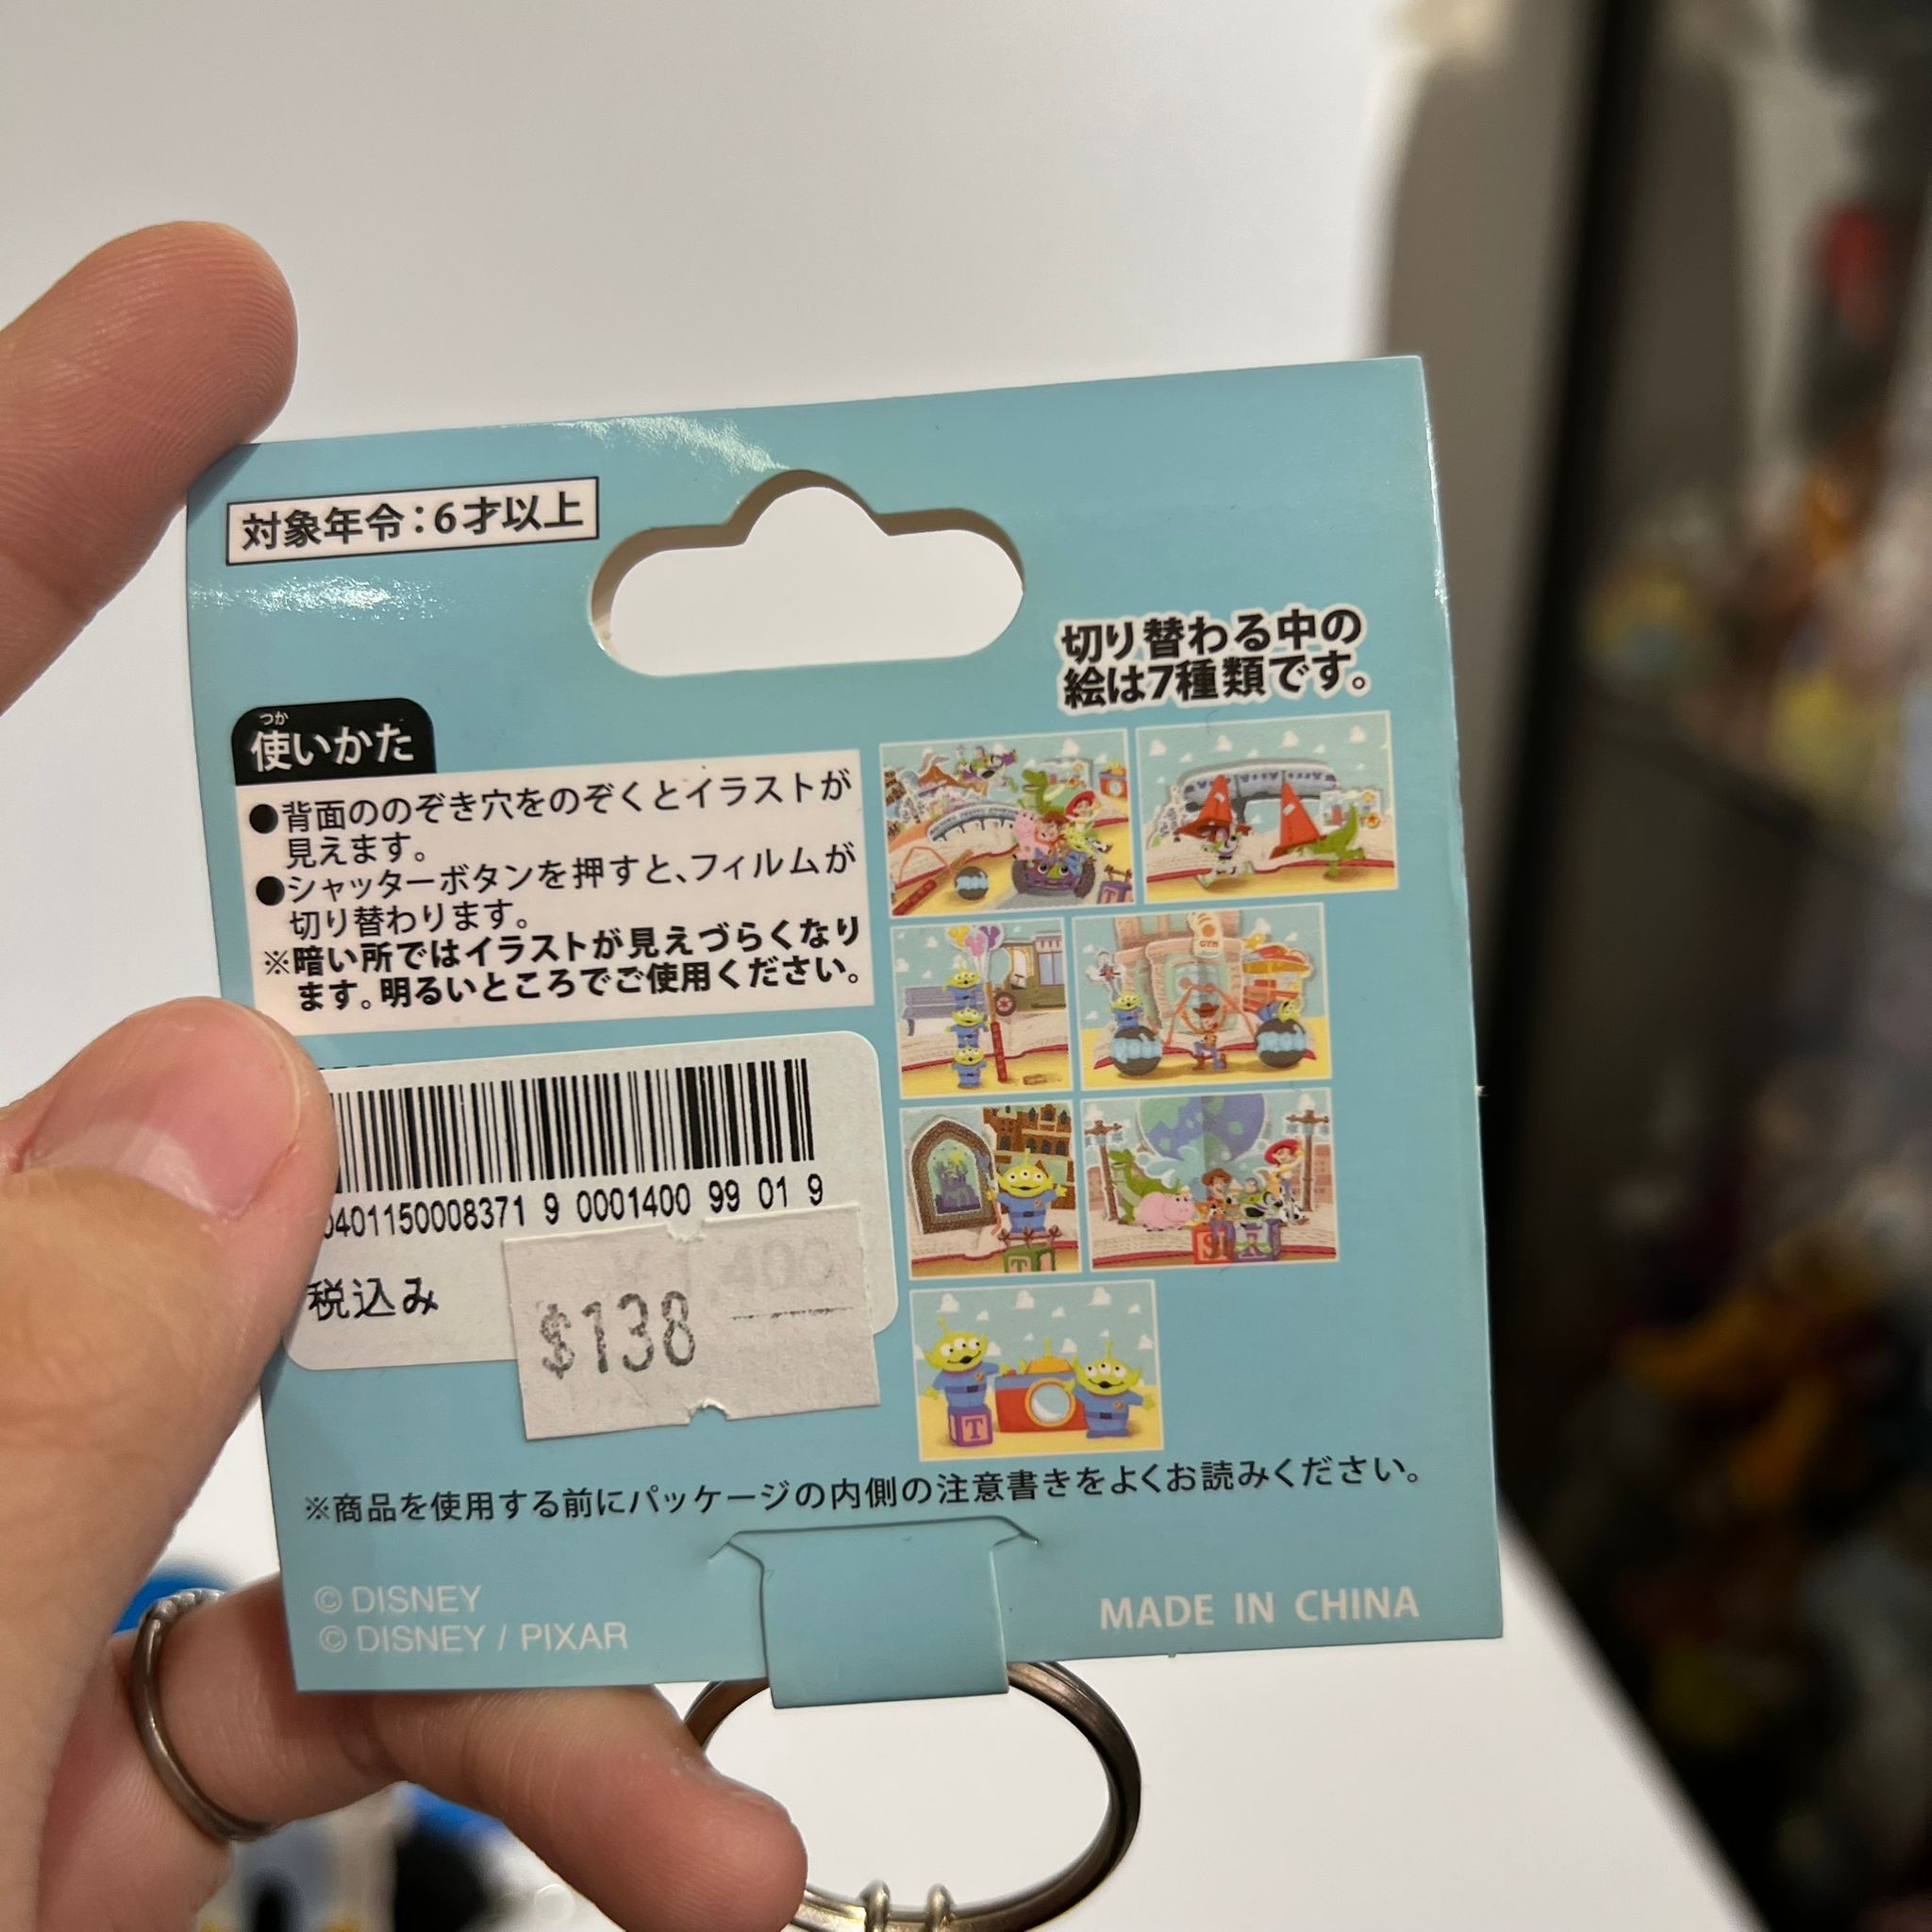 対象年令：6才以上
切り替わる中の
絵は7種類です。
つか
使いかた
●背面ののぞき穴をのぞくとイラストが
見えます。
●シャッターボタンを押すと、フィルムが
切り替わります。
※暗い所ではイラストが見えづらくなり
ます。明るいところでご使用ください。
0401150008371 9 0001400 99 01 9
税込み
$138
GYM
T
T
※商品を使用する前にパッケージの内側の注意書きをよくお読みください。
© DISNEY
© DISNEY / PIXAR
MADE IN CHINA